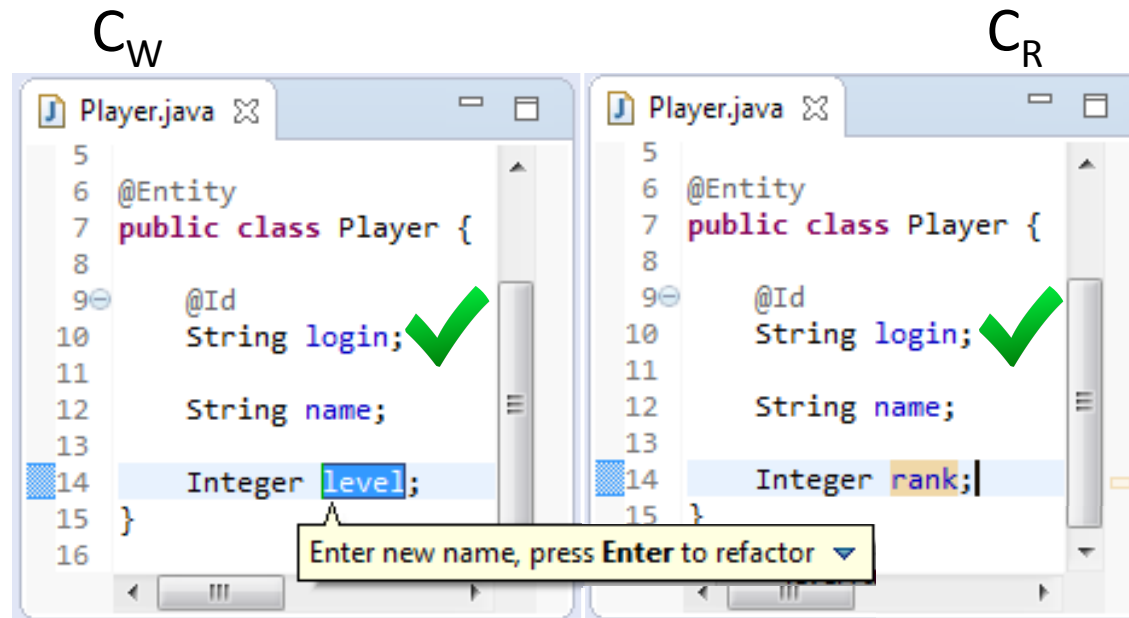 C_W
Player.java
5
6 @Entity
7 public class Player {
8
9 @Id
10 String login;
11
12 String name;
13
14 Integer level;
15 }
16
Enter new name, press Enter to refactor
C_R
Player.java
5
6 @Entity
7 public class Player {
8
9 @Id
10 String login;
11
12 String name;
13
14 Integer rank;
15 }